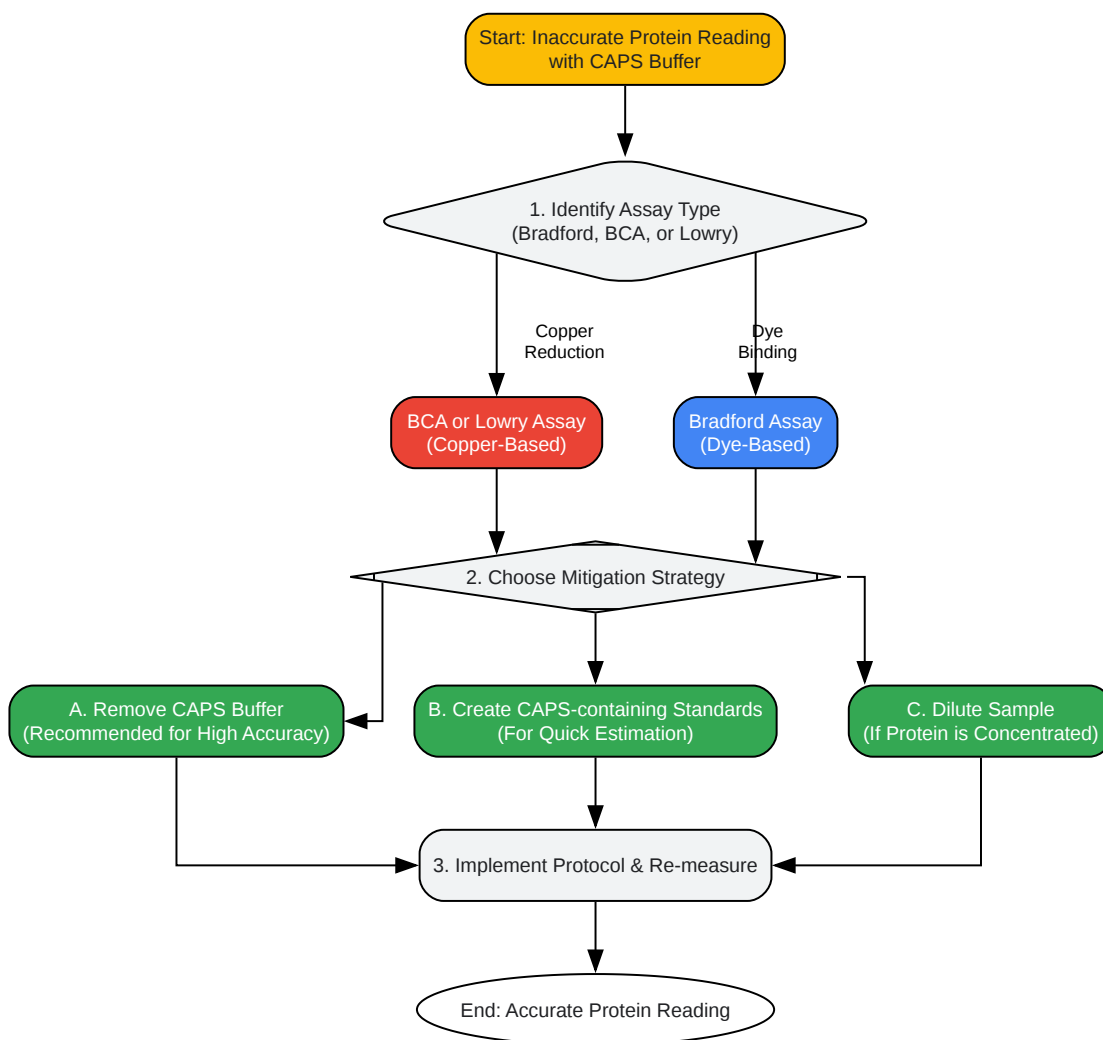 Start: Inaccurate Protein Reading
with CAPS Buffer
1. Identify Assay Type
(Bradford, BCA, or Lowry)
Copper
Reduction
Dye
Binding
BCA or Lowry Assay
(Copper-Based)
Bradford Assay
(Dye-Based)
2. Choose Mitigation Strategy
A. Remove CAPS Buffer
(Recommended for High Accuracy)
B. Create CAPS-containing Standards
(For Quick Estimation)
C. Dilute Sample
(If Protein is Concentrated)
3. Implement Protocol & Re-measure
End: Accurate Protein Reading